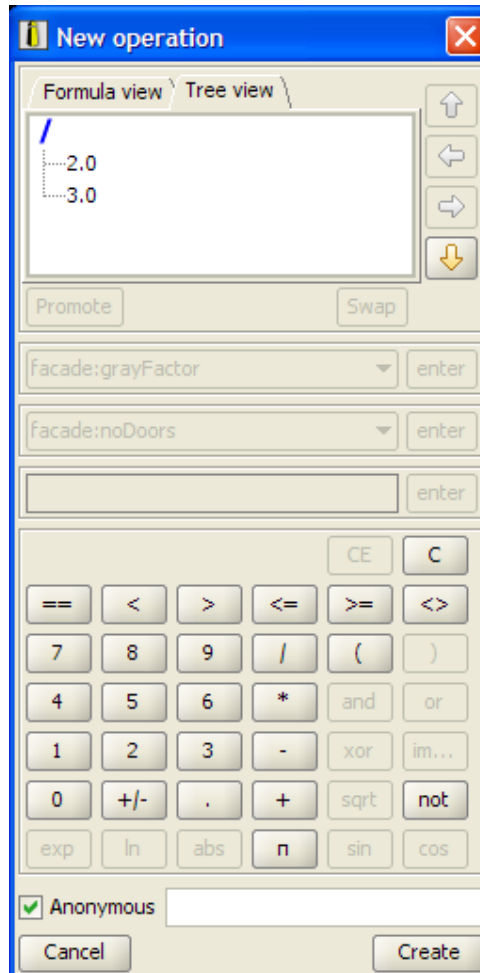 New operation
Formula view Tree view
/
2.0
3.0
Promote Swap
facade:grayFactor enter
facade:noDoors enter
enter
CE C
== < > <= >= <>
7 8 9 / ( )
4 5 6 * and or
1 2 3 - xor im...
0 +/- . + sqrt not
exp ln abs π sin cos
Anonymous
Cancel Create